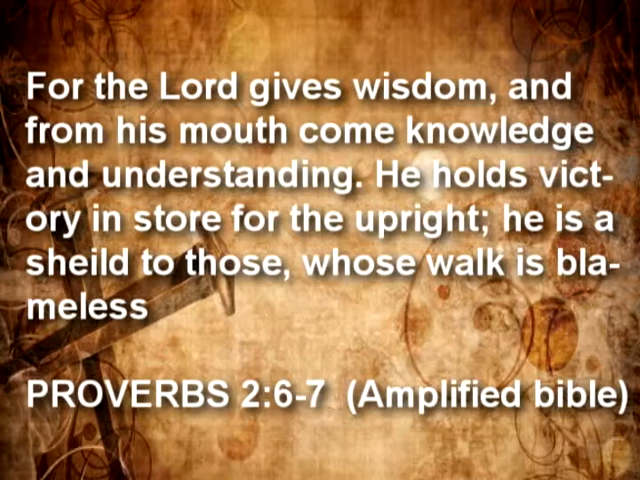 For the Lord gives wisdom, and
from his mouth come knowledge
and understanding. He holds vict-
ory in store for the upright; he is a
sheild to those, whose walk is bla-
meless
PROVERBS 2:6-7 (Amplified bible)